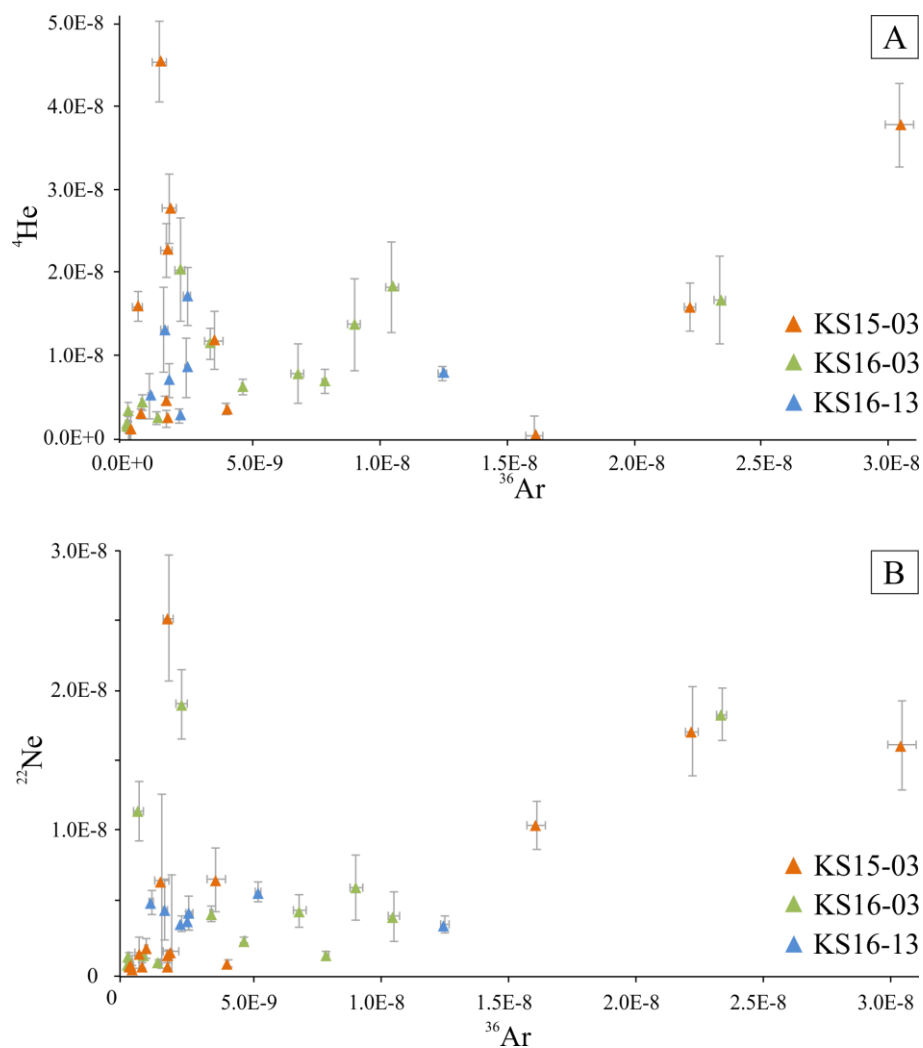 A
5.0E-8
4.0E-8
3.0E-8
2.0E-8
1.0E-8
0.0E+0
⁴He
0.0E+0 5.0E-9 1.0E-8 1.5E-8 2.0E-8 2.5E-8 3.0E-8
³⁶Ar
KS15-03
KS16-03
KS16-13
B
3.0E-8
2.0E-8
1.0E-8
0
²²Ne
0 5.0E-9 1.0E-8 1.5E-8 2.0E-8 2.5E-8 3.0E-8
³⁶Ar
KS15-03
KS16-03
KS16-13